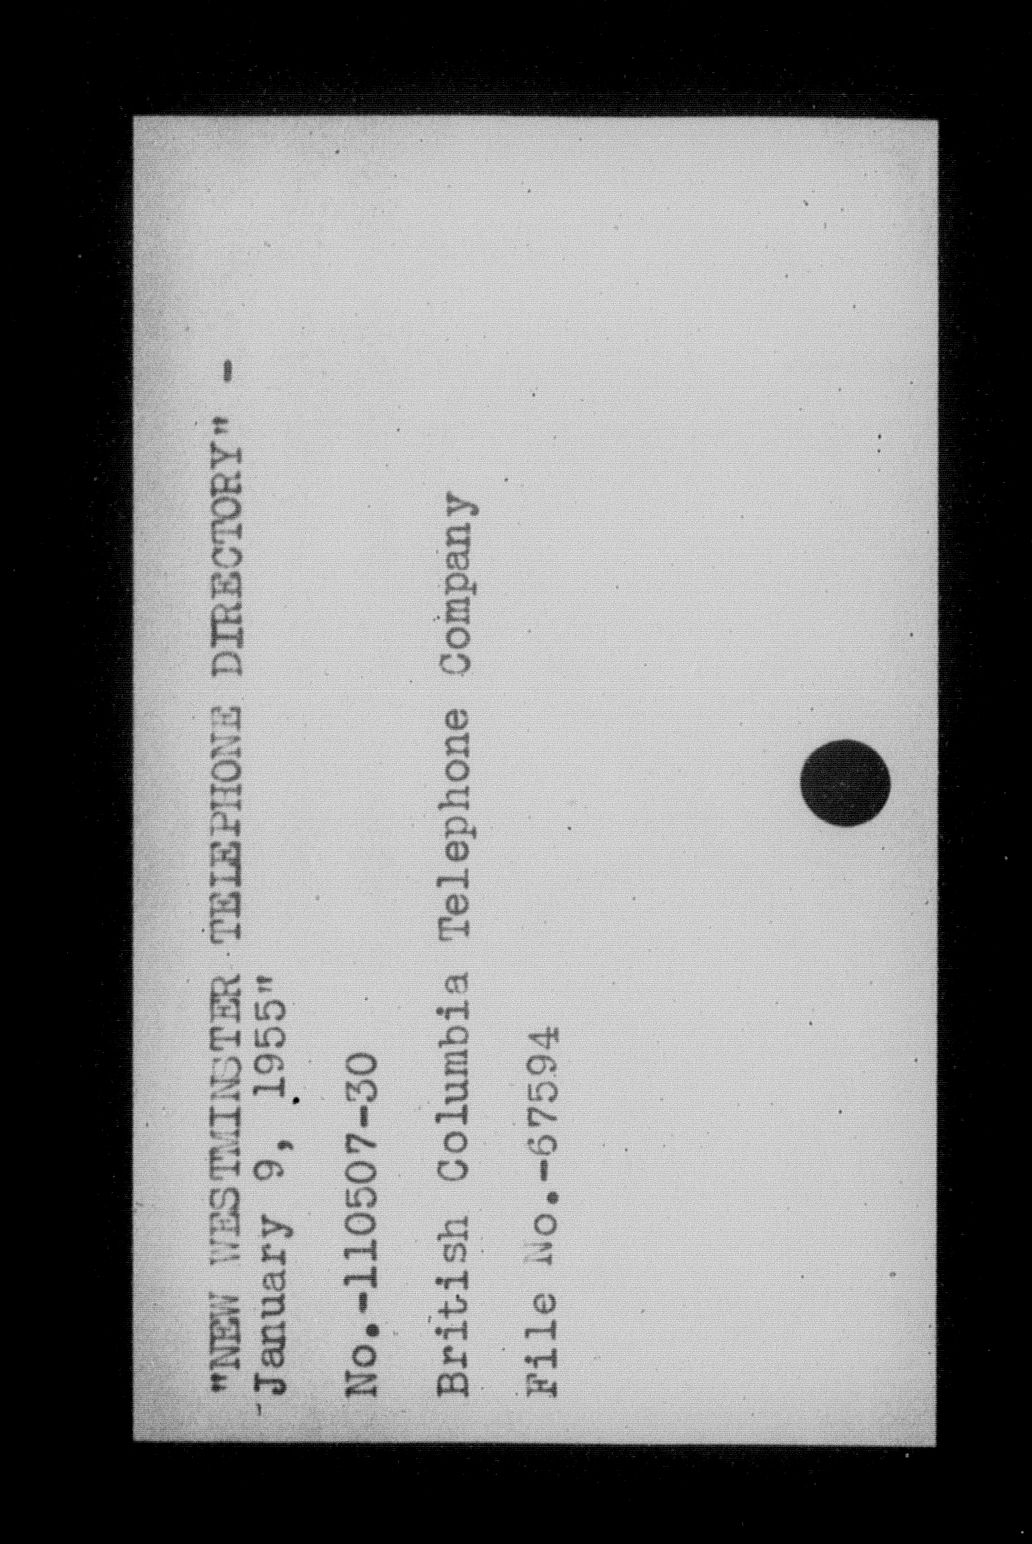 "NEW WESTMINSTER TELEPHONE DIRECTORY" -
January 9, 1955"
No.-110507-30
British Columbia Telephone Company
File No.-67594